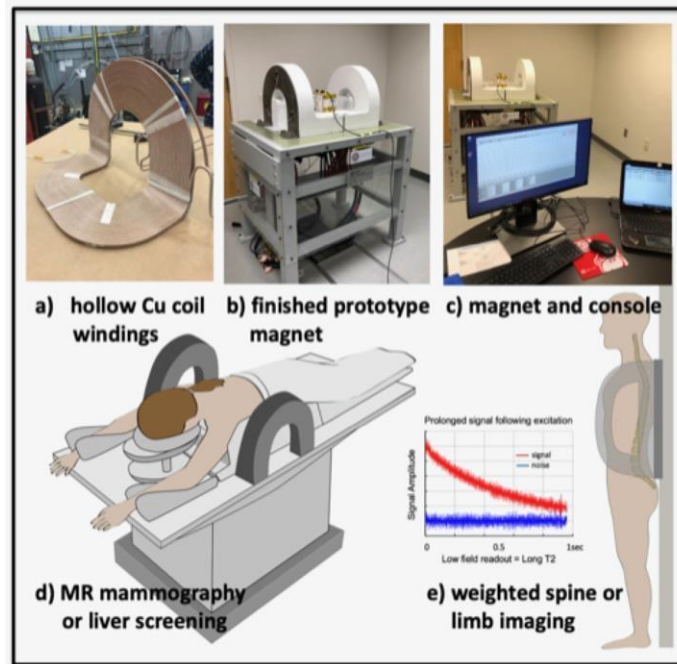 a) hollow Cu coil
windings
b) finished prototype
magnet
c) magnet and console
Prolonged signal following excitation
signal
noise
Signal Amplitude
0 0.5 1sec
Low field readout = Long T2
d) MR mammography
or liver screening
e) weighted spine or
limb imaging